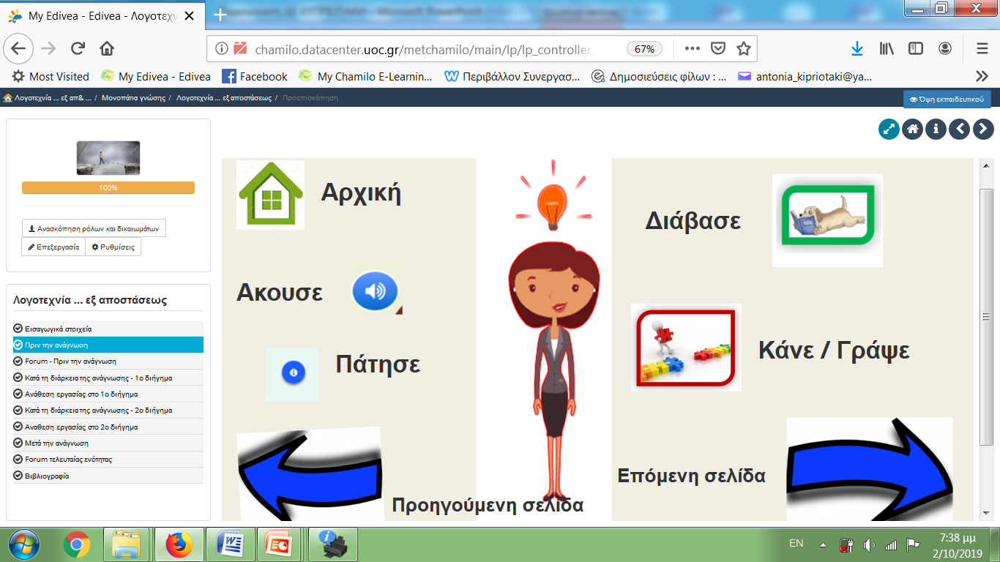 My Edivea - Edivea - Λογοτεχν
chamilo.datacenter.uoc.gr/metchamilo/main/lp/lp_controller.
67%
Most Visited
My Edivea - Edivea
Facebook
My Chamilo E-Learnin...
Περιβάλλον Συνεργασ...
Δημοσιεύσεις φίλων : ...
antonia_kipriotaki@ya...
Λογοτεχνία ... εξ απ& ... / Μονοπάτια γνώσης / Λογοτεχνία ... εξ αποστάσεως / Προεπισκόπηση
Όψη εκπαιδευτικού
100%
Ανασκόπηση ρόλων και δικαιωμάτων
Επεξεργασία
Ρυθμίσεις
Λογοτεχνία ... εξ αποστάσεως
Εισαγωγικά στοιχεία
Πριν την ανάγνωση
Forum - Πριν την ανάγνωση
Κατά τη διάρκεια της ανάγνωσης - 1ο διήγημα
Ανάθεση εργασίας στο 1ο διήγημα
Κατά τη διάρκεια της ανάγνωσης - 2ο διήγημα
Αναθεση εργασίας στο 2ο διήγημα
Μετά την ανάγνωση
Forum τελευταίας ενότητας
Βιβλιογραφία
Αρχική
Ακουσε
Πάτησε
Προηγούμενη σελίδα
Διάβασε
Κάνε / Γράψε
Επόμενη σελίδα
EN
7:38 μμ
2/10/2019